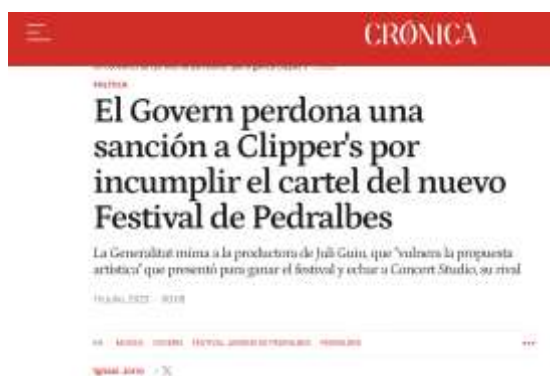 CRÓNICA
POLÍTICA
El Govern perdona una
sanción a Clipper's por
incumplir el cartel del nuevo
Festival de Pedralbes
La Generalitat mima a la productora de Juli Guiu, que "vulnera la propuesta
artística" que presentó para ganar el festival y echar a Concert Studio, su rival